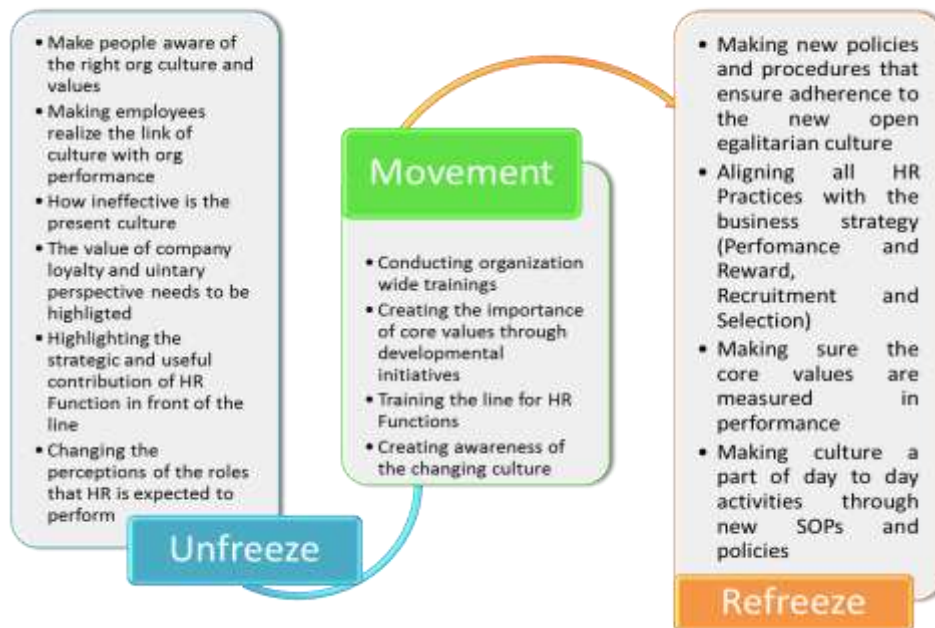 • Make people aware of
the right org culture and
values
• Making employees
realize the link of
culture with org
performance
• How ineffective is the
present culture
• The value of company
loyalty and uintary
perspective needs to be
highligted
• Highlighting the
strategic and useful
contribution of HR
Function in front of the
line
• Changing the
perceptions of the roles
that HR is expected to
perform
Unfreeze
Movement
• Conducting organization
wide trainings
• Creating the importance
of core values through
developmental
initiatives
• Training the line for HR
Functions
• Creating awareness of
the changing culture
• Making new policies
and procedures that
ensure adherence to
the new open
egalitarian culture
• Aligning all HR
Practices with the
business strategy
(Perfomance and
Reward,
Recruitment and
Selection)
• Making sure the
core values are
measured in
performance
• Making culture a
part of day to day
activities through
new SOPs and
policies
Refreeze